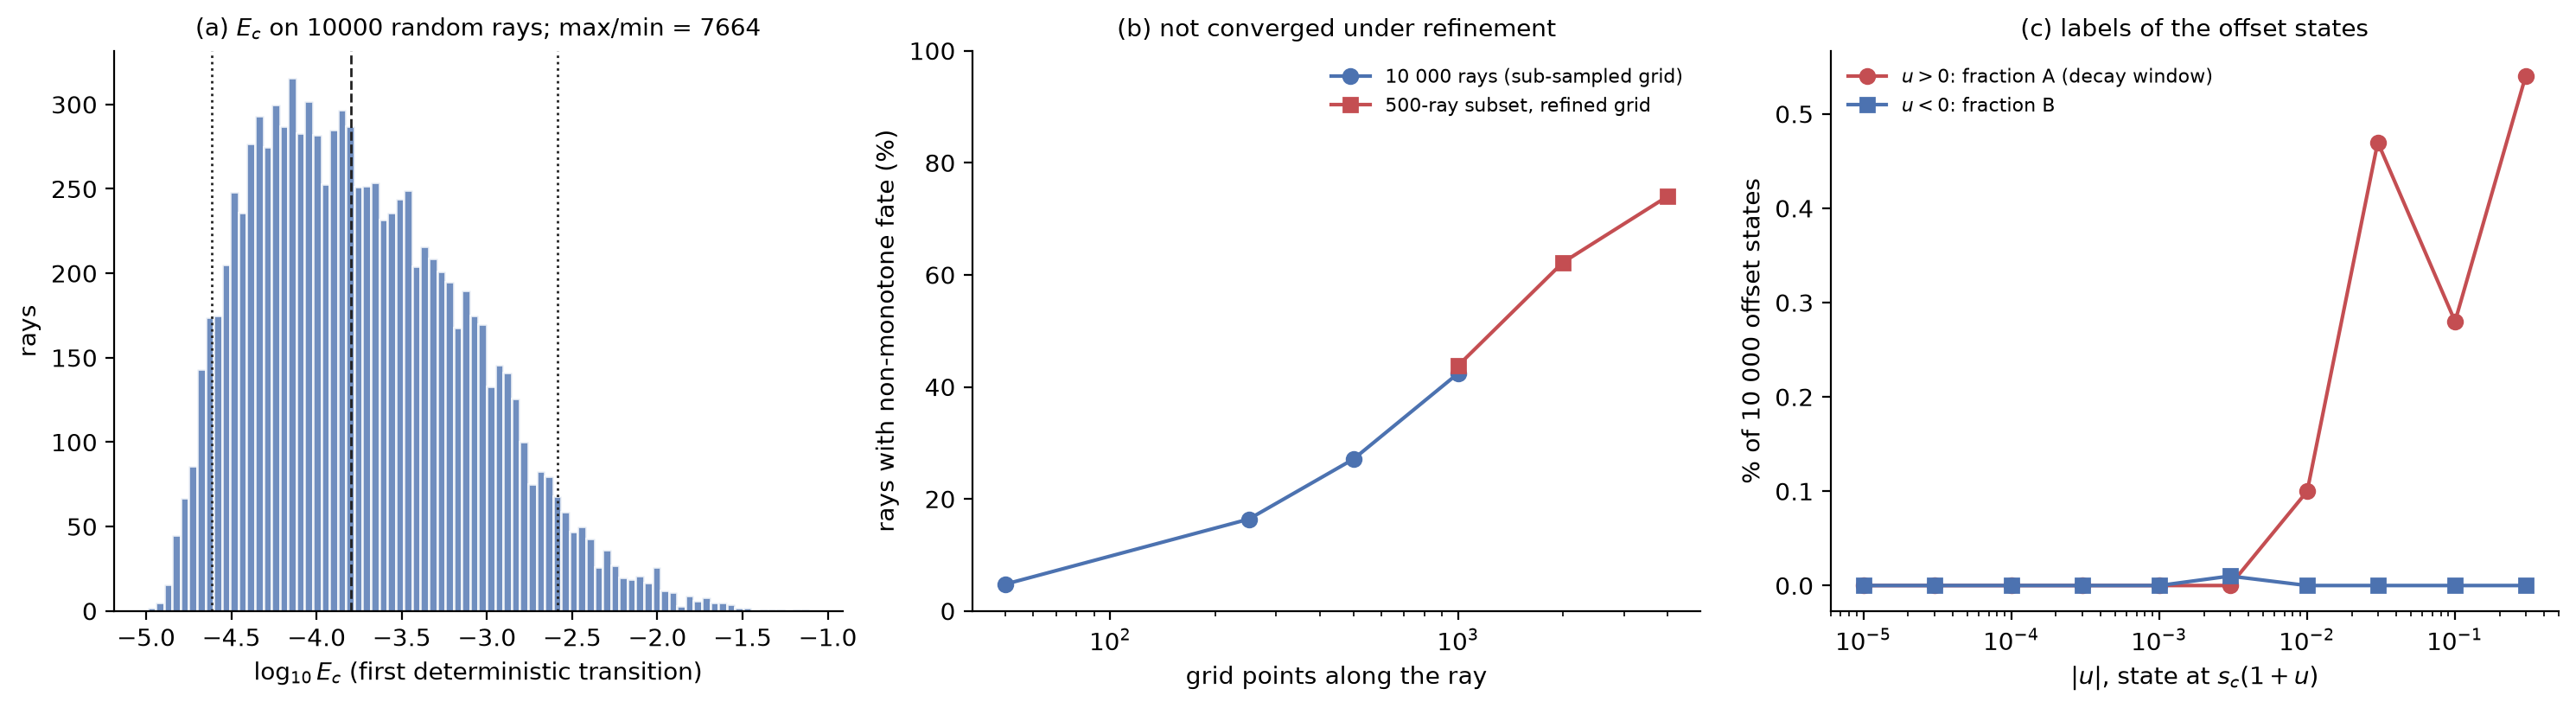 (a) E_c on 10000 random rays; max/min = 7664
300
250
200
150
100
50
0
rays
−5.0 −4.5 −4.0 −3.5 −3.0 −2.5 −2.0 −1.5 −1.0
log₁₀ E_c (first deterministic transition)
(b) not converged under refinement
10 000 rays (sub-sampled grid)
500-ray subset, refined grid
100
80
60
40
20
0
rays with non-monotone fate (%)
10² 10³
grid points along the ray
(c) labels of the offset states
u > 0: fraction A (decay window)
u < 0: fraction B
0.5
0.4
0.3
0.2
0.1
0.0
% of 10 000 offset states
10⁻⁵ 10⁻⁴ 10⁻³ 10⁻² 10⁻¹
|u|, state at s_c(1 + u)